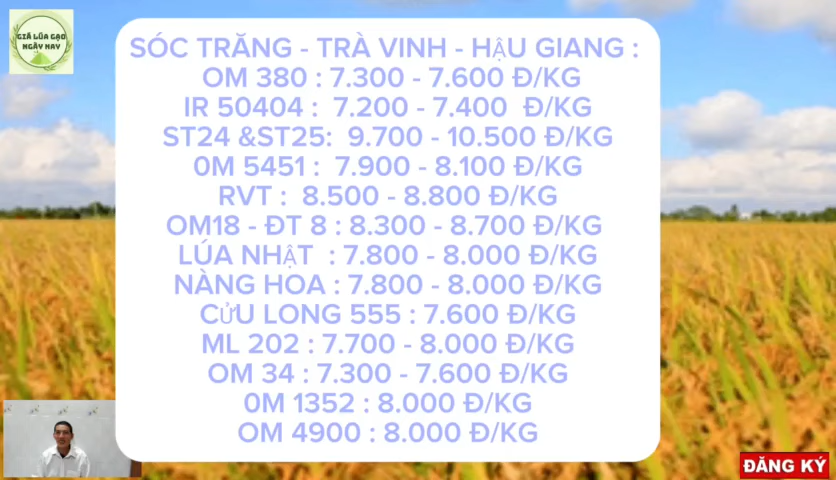 GIÁ LÚA GẠO
NGÀY NAY
SÓC TRĂNG - TRÀ VINH - HẬU GIANG :
OM 380 : 7.300 - 7.600 Đ/KG
IR 50404 : 7.200 - 7.400 Đ/KG
ST24 &ST25: 9.700 - 10.500 Đ/KG
0M 5451 : 7.900 - 8.100 Đ/KG
RVT : 8.500 - 8.800 Đ/KG
OM18 - ĐT 8 : 8.300 - 8.700 Đ/KG
LÚA NHẬT : 7.800 - 8.000 Đ/KG
NÀNG HOA : 7.800 - 8.000 Đ/KG
CỬU LONG 555 : 7.600 Đ/KG
ML 202 : 7.700 - 8.000 Đ/KG
OM 34 : 7.300 - 7.600 Đ/KG
0M 1352 : 8.000 Đ/KG
OM 4900 : 8.000 Đ/KG
ĐĂNG KÝ